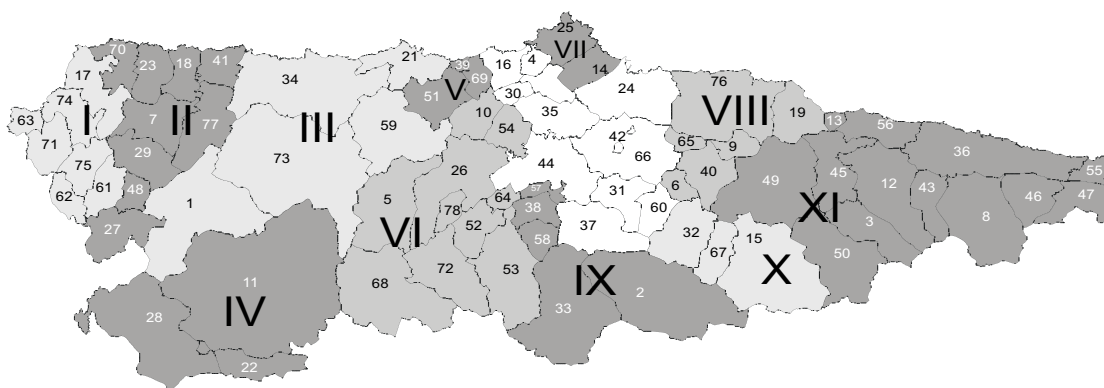 25
70 39 VII
18 41 21 16 4
23 34 69 14
17 76
74 51 V 30 24
63 I 7 II 77 III 59 10 35 VIII 19 13
71 54 42 56
29 73 65 9
75 44 66 36
48 26 40
62 61 6 49 45 55
1 5 64 57 31 12 43 46 47
78 38 60 XI
27 VI 52 37 32 3 8
58 67 15
50
11 68 72 53 IX X
28 IV 33 2
22